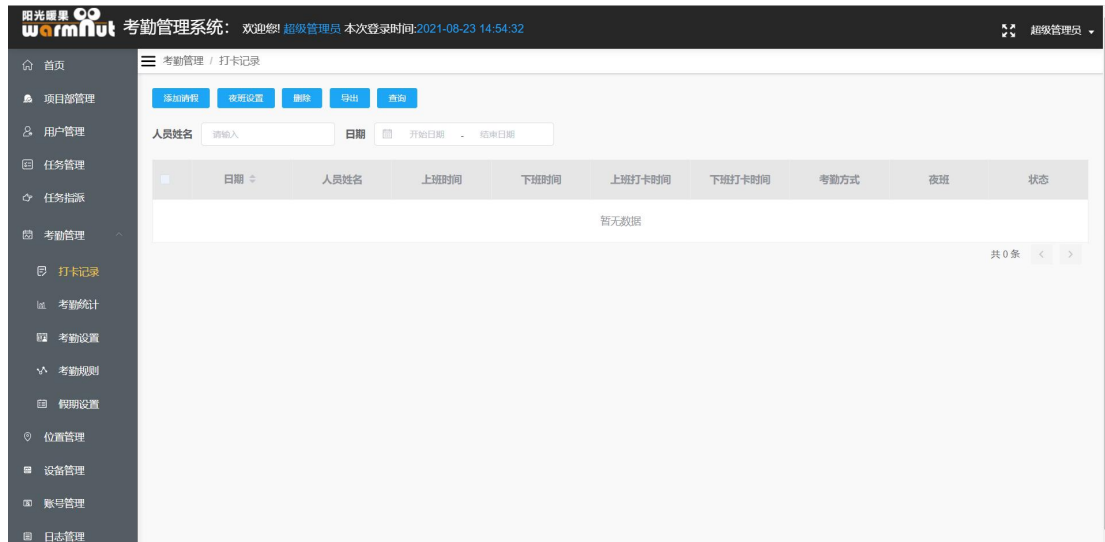 阳光暖果
warmnut 考勤管理系统: 欢迎您! 超级管理员 本次登录时间:2021-08-23 14:54:32 超级管理员
首页
考勤管理 / 打卡记录
项目部管理
添加请假 夜班设置 删除 导出 查询
用户管理
人员姓名 请输入 日期 开始日期 - 结束日期
任务管理
日期 人员姓名 上班时间 下班时间 上班打卡时间 下班打卡时间 考勤方式 夜班 状态
任务指派
暂无数据
考勤管理
共 0 条 < >
打卡记录
考勤统计
考勤设置
考勤规则
假期设置
位置管理
设备管理
账号管理
日志管理